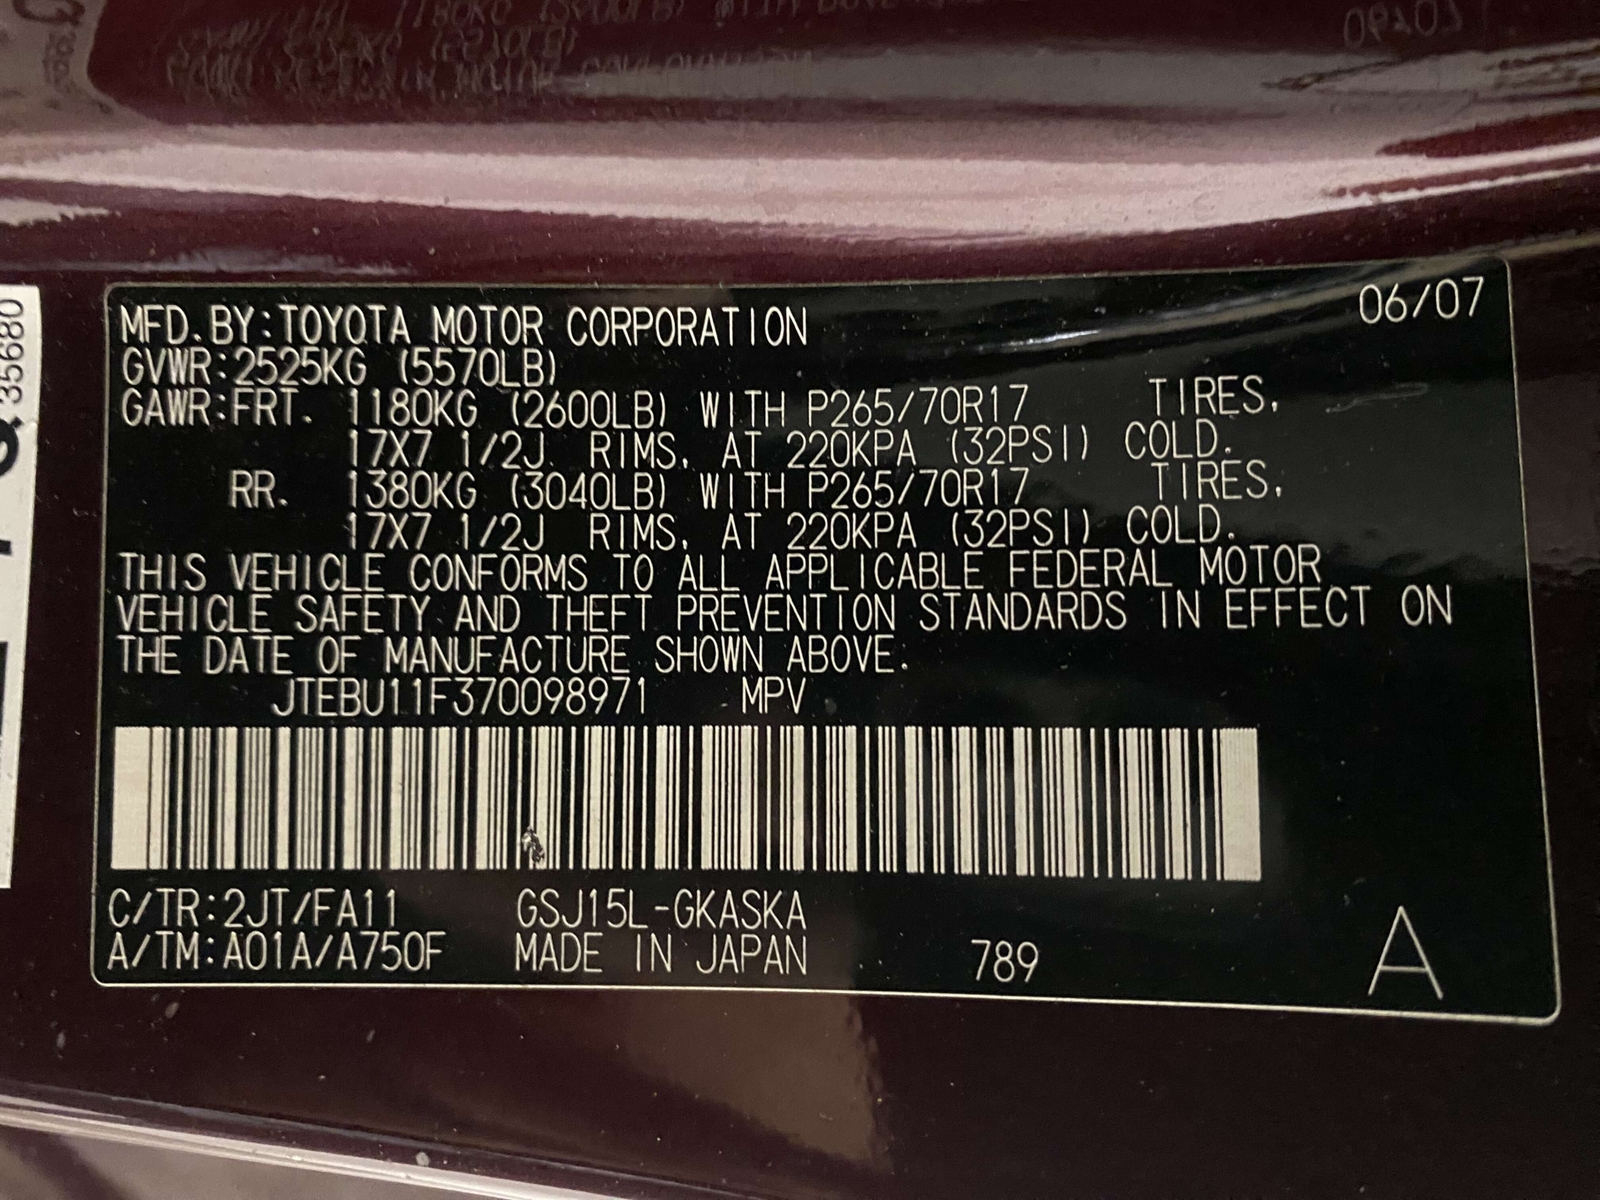 06/07
MFD.BY:TOYOTA MOTOR CORPORATION
GVWR:2525KG (5570LB)
GAWR:FRT. 1180KG (2600LB) WITH P265/70R17 TIRES,
17X7 1/2J RIMS, AT 220KPA (32PSI) COLD.
RR. 1380KG (3040LB) WITH P265/70R17 TIRES,
17X7 1/2J RIMS, AT 220KPA (32PSI) COLD.
THIS VEHICLE CONFORMS TO ALL APPLICABLE FEDERAL MOTOR
VEHICLE SAFETY AND THEFT PREVENTION STANDARDS IN EFFECT ON
THE DATE OF MANUFACTURE SHOWN ABOVE.
JTEBU11F370098971 MPV
C/TR:2JT/FA11 GSJ15L-GKASKA
A/TM:A01A/A750F MADE IN JAPAN 789 A
35680